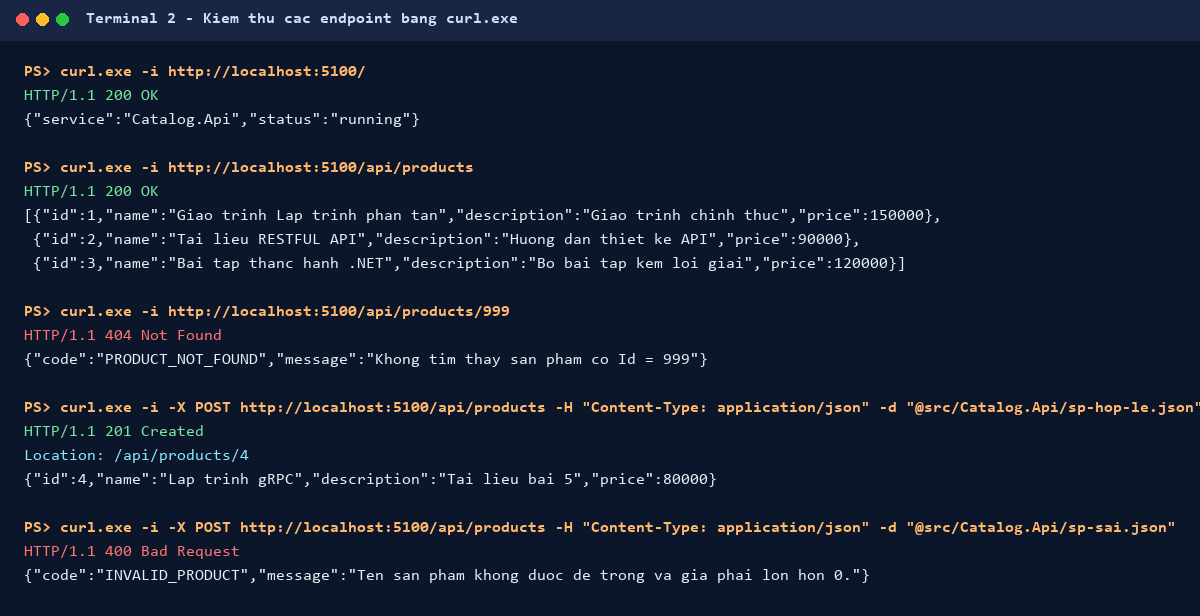 Terminal 2 - Kiem thu cac endpoint bang curl.exe
PS> curl.exe -i http://localhost:5100/
HTTP/1.1 200 OK
{"service":"Catalog.Api","status":"running"}
PS> curl.exe -i http://localhost:5100/api/products
HTTP/1.1 200 OK
[{"id":1,"name":"Giao trinh Lap trinh phan tan","description":"Giao trinh chinh thuc","price":150000},
{"id":2,"name":"Tai lieu RESTFUL API","description":"Huong dan thiet ke API","price":90000},
{"id":3,"name":"Bai tap thanc hanh .NET","description":"Bo bai tap kem loi giai","price":120000}]
PS> curl.exe -i http://localhost:5100/api/products/999
HTTP/1.1 404 Not Found
{"code":"PRODUCT_NOT_FOUND","message":"Khong tim thay san pham co Id = 999"}
PS> curl.exe -i -X POST http://localhost:5100/api/products -H "Content-Type: application/json" -d "@src/Catalog.Api/sp-hop-le.json"
HTTP/1.1 201 Created
Location: /api/products/4
{"id":4,"name":"Lap trinh gRPC","description":"Tai lieu bai 5","price":80000}
PS> curl.exe -i -X POST http://localhost:5100/api/products -H "Content-Type: application/json" -d "@src/Catalog.Api/sp-sai.json"
HTTP/1.1 400 Bad Request
{"code":"INVALID_PRODUCT","message":"Ten san pham khong duoc de trong va gia phai lon hon 0."}